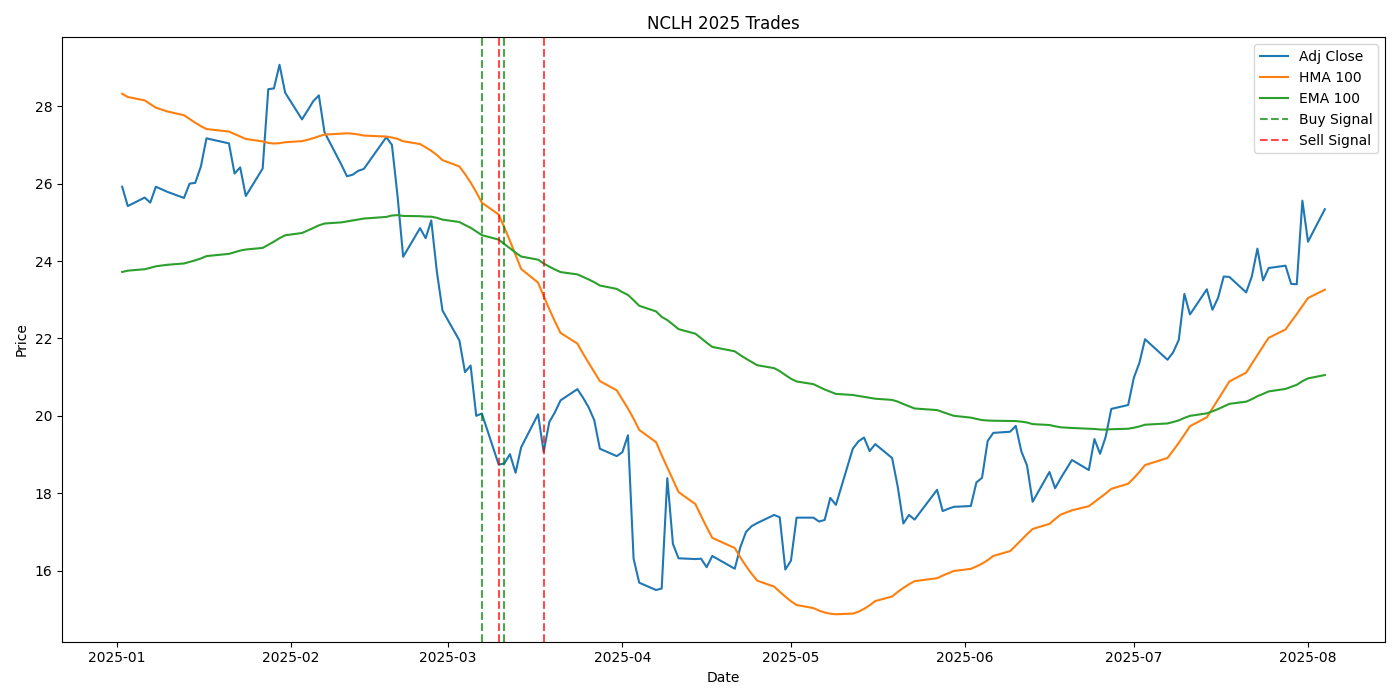 NCLH 2025 Trades
Adj Close
HMA 100
EMA 100
Buy Signal
Sell Signal
Price
28
26
24
22
20
18
16
2025-01
2025-02
2025-03
2025-04
2025-05
2025-06
2025-07
2025-08
Date